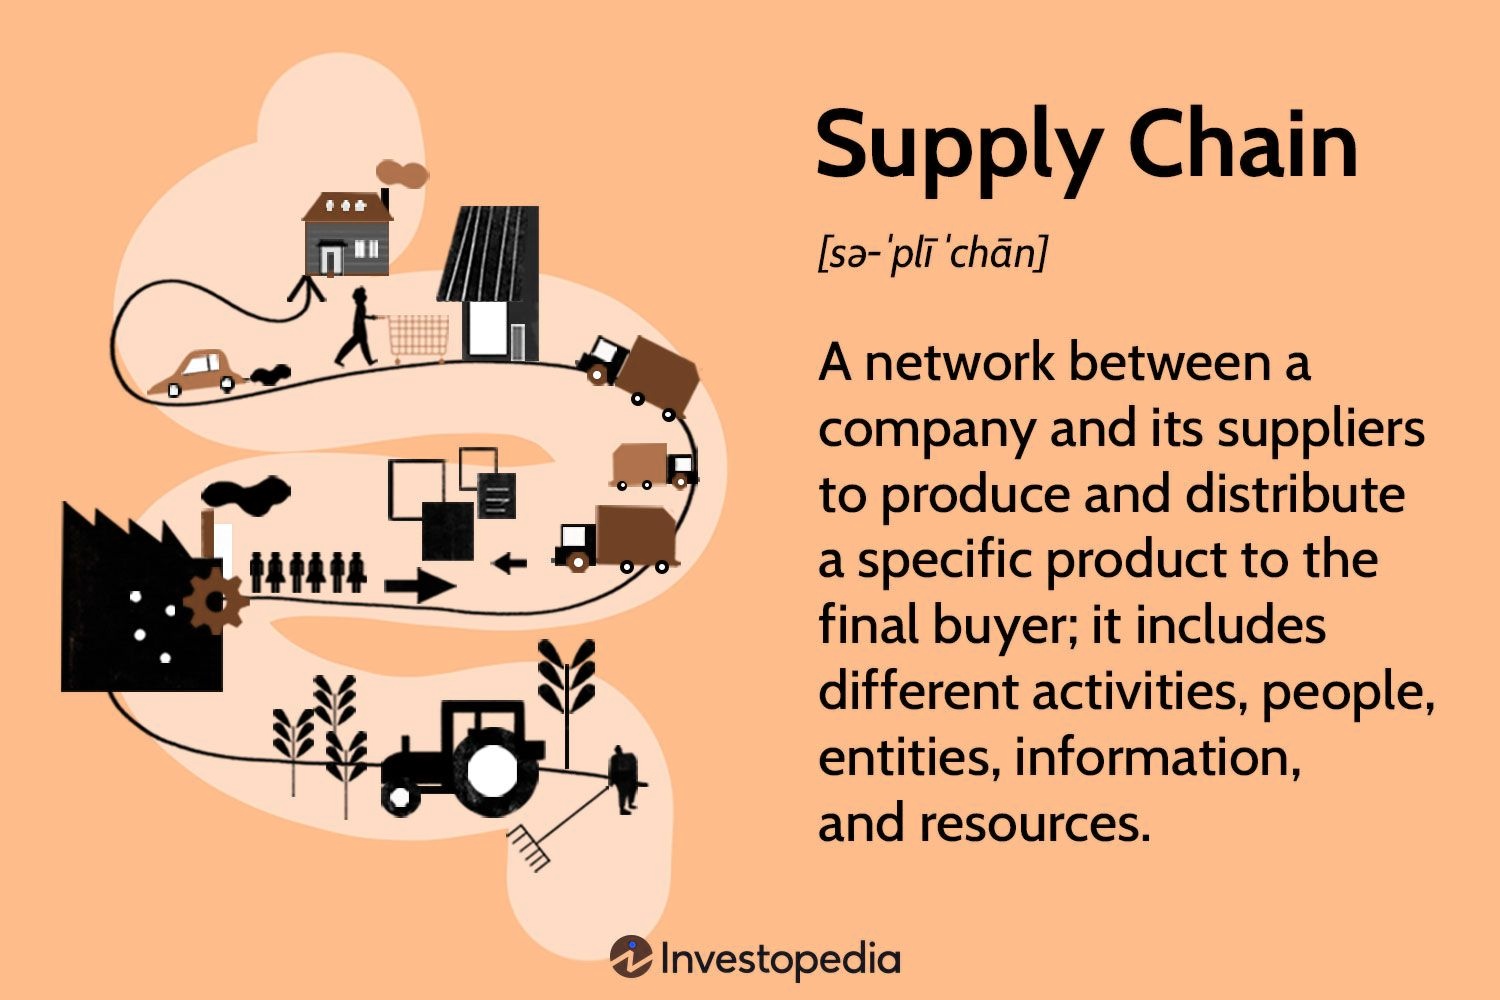 Supply Chain
[sə-ˈplī ˈchān]
A network between a
company and its suppliers
to produce and distribute
a specific product to the
final buyer; it includes
different activities, people,
entities, information,
and resources.
Investopedia